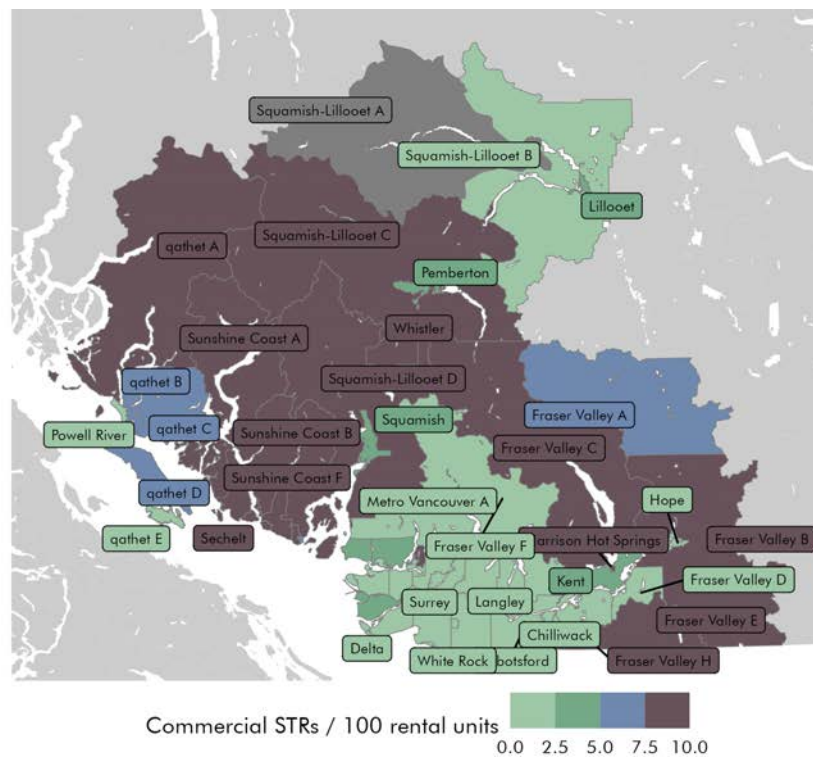 Squamish-Lillooet A
Squamish-Lillooet B
Lillooet
Squamish-Lillooet C
qathet A
Pemberton
Whistler
Sunshine Coast A
Squamish-Lillooet D
qathet B
Squamish
Fraser Valley A
Powell River
qathet C
Sunshine Coast B
Fraser Valley C
Sunshine Coast F
qathet D
Metro Vancouver A
Hope
qathet E
Sechelt
Fraser Valley F
arrison Hot Springs
Fraser Valley B
Kent
Fraser Valley D
Surrey
Langley
Fraser Valley E
Delta
Chilliwack
White Rock
botsford
Fraser Valley H
Commercial STRs / 100 rental units
0.0 2.5 5.0 7.5 10.0